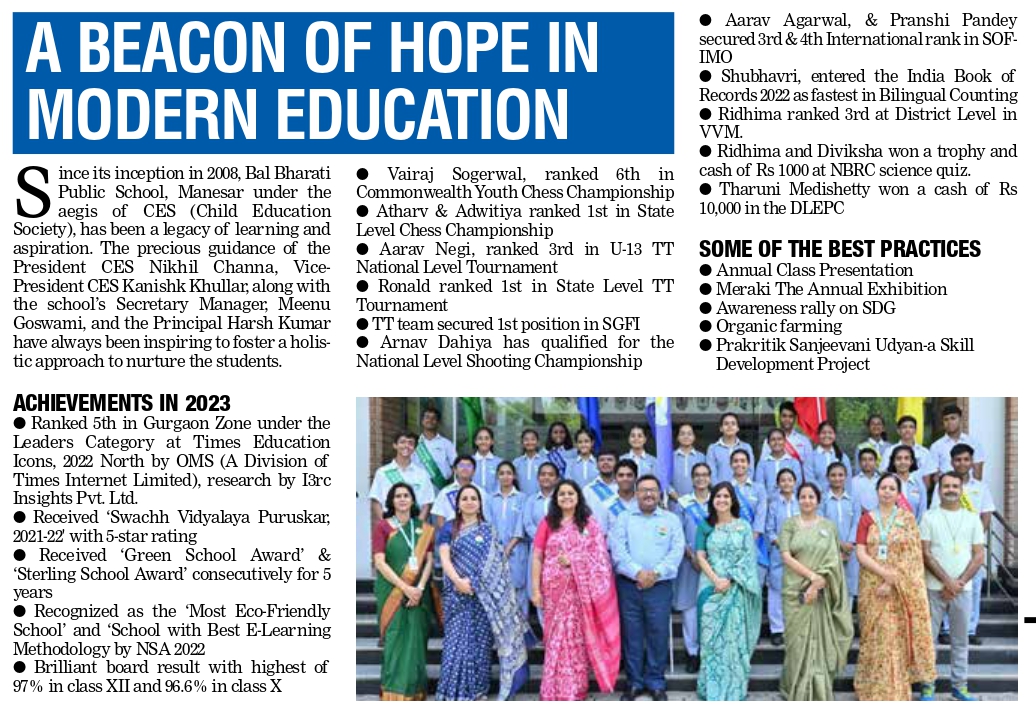 A BEACON OF HOPE IN
MODERN EDUCATION
Since its inception in 2008, Bal Bharati
Public School, Manesar under the
aegis of CES (Child Education
Society), has been a legacy of learning and
aspiration. The precious guidance of the
President CES Nikhil Channa, Vice-
President CES Kanishk Khullar, along with
the school's Secretary Manager, Meenu
Goswami, and the Principal Harsh Kumar
have always been inspiring to foster a holis-
tic approach to nurture the students.
ACHIEVEMENTS IN 2023
● Ranked 5th in Gurgaon Zone under the
Leaders Category at Times Education
Icons, 2022 North by OMS (A Division of
Times Internet Limited), research by I3rc
Insights Pvt. Ltd.
● Received 'Swachh Vidyalaya Puruskar,
2021-22' with 5-star rating
● Received 'Green School Award' &
'Sterling School Award' consecutively for 5
years
● Recognized as the 'Most Eco-Friendly
School' and 'School with Best E-Learning
Methodology by NSA 2022
● Brilliant board result with highest of
97% in class XII and 96.6% in class X
● Vairaj Sogerwal, ranked 6th in
Commonwealth Youth Chess Championship
● Atharv & Adwitiya ranked 1st in State
Level Chess Championship
● Aarav Negi, ranked 3rd in U-13 TT
National Level Tournament
● Ronald ranked 1st in State Level TT
Tournament
● TT team secured 1st position in SGFI
● Arnav Dahiya has qualified for the
National Level Shooting Championship
● Aarav Agarwal, & Pranshi Pandey
secured 3rd & 4th International rank in SOF-
IMO
● Shubhavri, entered the India Book of
Records 2022 as fastest in Bilingual Counting
● Ridhima ranked 3rd at District Level in
VVM.
● Ridhima and Diviksha won a trophy and
cash of Rs 1000 at NBRC science quiz.
● Tharuni Medishetty won a cash of Rs
10,000 in the DLEPC
SOME OF THE BEST PRACTICES
● Annual Class Presentation
● Meraki The Annual Exhibition
● Awareness rally on SDG
● Organic farming
● Prakritik Sanjeevani Udyan-a Skill
Development Project